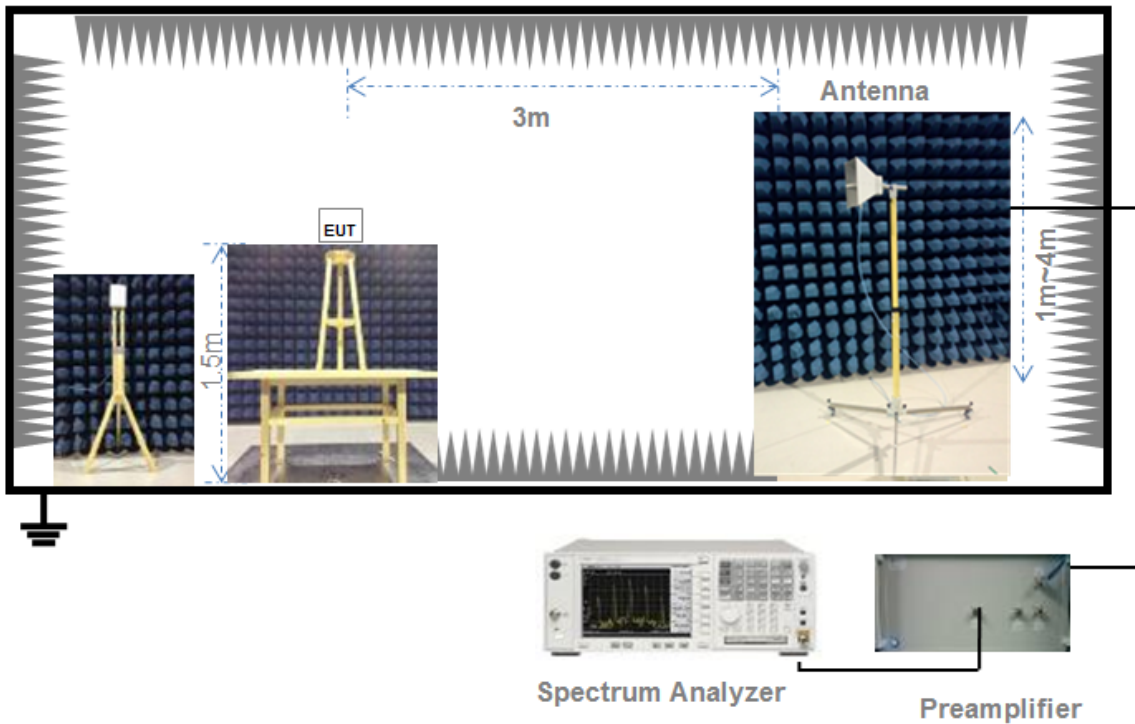 3m
Antenna
EUT
1.5m
1m~4m
Spectrum Analyzer
Preamplifier